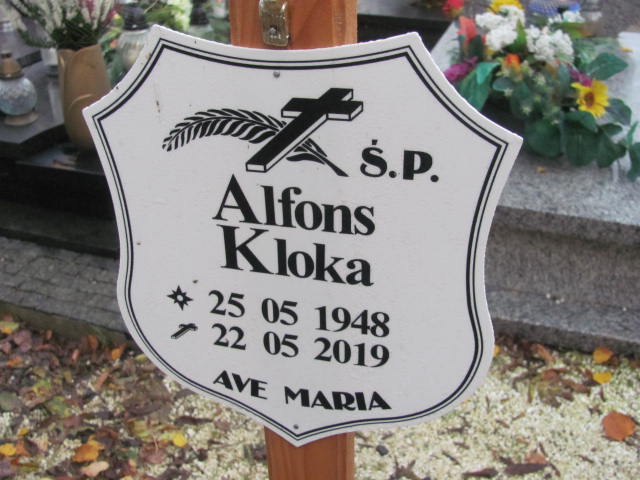 Ś.P.
Alfons
Kloka
25 05 1948
22 05 2019
AVE MARIA